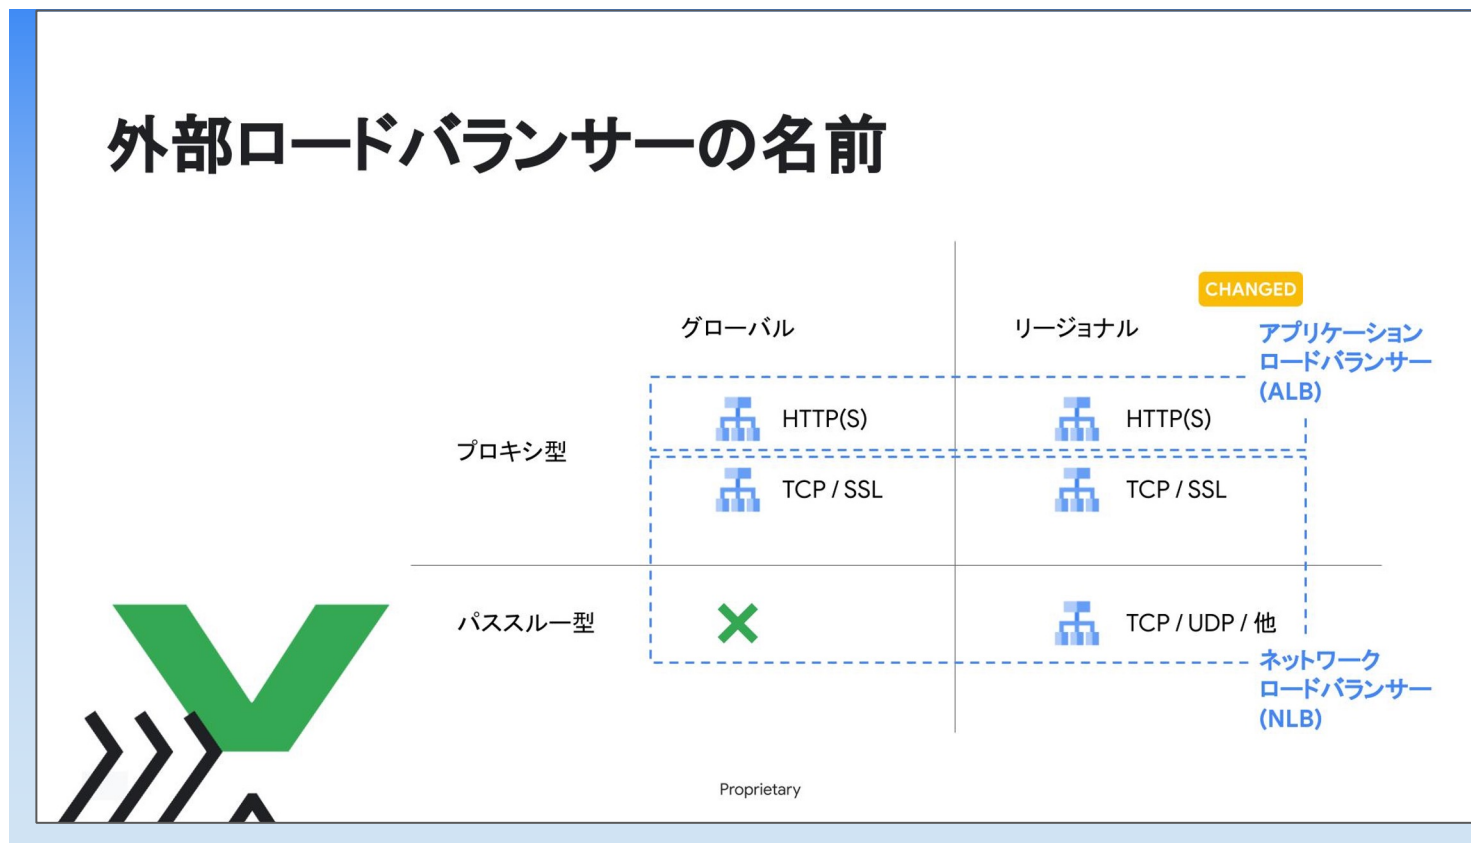 外部ロードバランサーの名前
CHANGED
グローバル
リージョナル
アプリケーション
ロードバランサー
(ALB)
プロキシ型
HTTP(S)
HTTP(S)
TCP / SSL
TCP / SSL
パススルー型
TCP / UDP / 他
ネットワーク
ロードバランサー
(NLB)
Proprietary